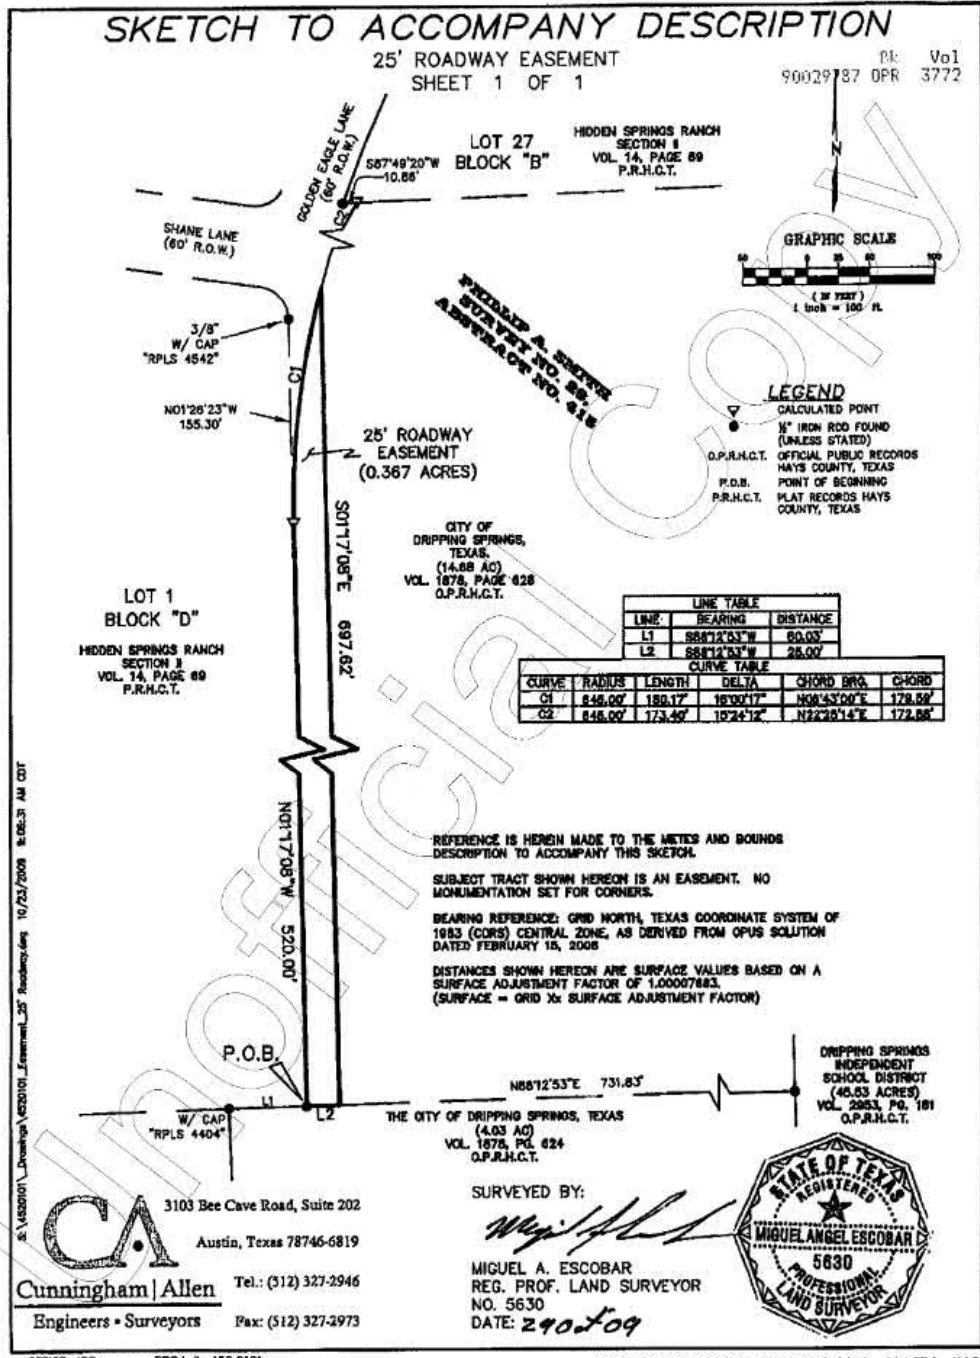 SKETCH TO ACCOMPANY DESCRIPTION
25' ROADWAY EASEMENT
SHEET 1 OF 1
Bk Vol
90029787 OPR 3772
GOLDEN EAGLE LANE
(60' R.O.W.)
S87°49'20"W
10.86'
LOT 27
BLOCK "B"
HIDDEN SPRINGS RANCH
SECTION II
VOL. 14, PAGE 69
P.R.H.C.T.
N
C2
SHANE LANE
(60' R.O.W.)
GRAPHIC SCALE
50 0 25 50 100
( IN FEET )
1 inch = 100 ft.
3/8"
W/ CAP
"RPLS 4542"
C1
PHILLIP A. SMITH
SURVEY NO. 26,
ABSTRACT NO. 415
N01°26'23"W
155.30'
25' ROADWAY
EASEMENT
(0.367 ACRES)
LEGEND
CALCULATED POINT
½" IRON ROD FOUND
(UNLESS STATED)
O.P.R.H.C.T. OFFICIAL PUBLIC RECORDS
HAYS COUNTY, TEXAS
P.O.B. POINT OF BEGINNING
P.R.H.C.T. PLAT RECORDS HAYS
COUNTY, TEXAS
S01°17'08"E 697.62'
CITY OF
DRIPPING SPRINGS,
TEXAS.
(14.68 AC)
VOL. 1878, PAGE 628
O.P.R.H.C.T.
LOT 1
BLOCK "D"
HIDDEN SPRINGS RANCH
SECTION II
VOL. 14, PAGE 69
P.R.H.C.T.
LINE TABLE
LINE BEARING DISTANCE
L1 S88°12'53"W 60.03'
L2 S88°12'53"W 25.00'
CURVE TABLE
CURVE RADIUS LENGTH DELTA CHORD BRG. CHORD
C1 645.00' 180.17' 16°00'17" N06°43'00"E 179.59'
C2 645.00' 173.40' 15°24'12" N22°25'14"E 172.88'
N01°17'08"W 520.00'
REFERENCE IS HEREIN MADE TO THE METES AND BOUNDS
DESCRIPTION TO ACCOMPANY THIS SKETCH.
SUBJECT TRACT SHOWN HEREON IS AN EASEMENT. NO
MONUMENTATION SET FOR CORNERS.
BEARING REFERENCE: GRID NORTH, TEXAS COORDINATE SYSTEM OF
1983 (CORS) CENTRAL ZONE, AS DERIVED FROM OPUS SOLUTION
DATED FEBRUARY 15, 2006
DISTANCES SHOWN HEREON ARE SURFACE VALUES BASED ON A
SURFACE ADJUSTMENT FACTOR OF 1.00007683.
(SURFACE = GRID Xx SURFACE ADJUSTMENT FACTOR)
P.O.B.
L1
L2
W/ CAP
"RPLS 4404"
N88°12'53"E 731.83'
THE CITY OF DRIPPING SPRINGS, TEXAS
(4.03 AC)
VOL. 1878, PG. 624
O.P.R.H.C.T.
DRIPPING SPRINGS
INDEPENDENT
SCHOOL DISTRICT
(45.53 ACRES)
VOL. 2953, PG. 181
O.P.R.H.C.T.
CA
Cunningham | Allen
Engineers • Surveyors
3103 Bee Cave Road, Suite 202
Austin, Texas 78746-6819
Tel.: (512) 327-2946
Fax: (512) 327-2973
SURVEYED BY:
MIGUEL A. ESCOBAR
REG. PROF. LAND SURVEYOR
NO. 5630
DATE: 29Oct09
STATE OF TEXAS
REGISTERED
MIGUEL ANGEL ESCOBAR
5630
PROFESSIONAL
LAND SURVEYOR
Unofficial Copy